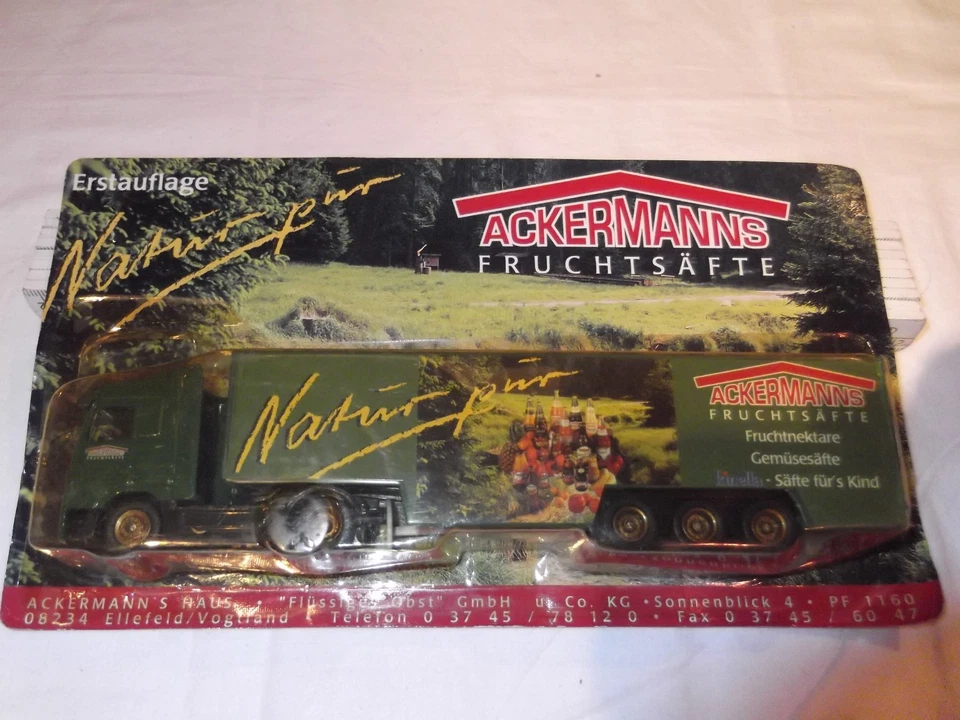 Erstauflage
Natur pur
ACKERMANNS
FRUCHTSÄFTE
Natur pur
ACKERMANNS
FRUCHTSÄFTE
Fruchtnektare
Gemüsesäfte
kinella - Säfte für's Kind
ACKERMANN'S HAUS • "Flüssiges Obst" GmbH u. Co. KG • Sonnenblick 4 • PF 1160
08234 Ellefeld/Vogtland Telefon 0 37 45 / 78 12 0 • Fax 0 37 45 / 60 47